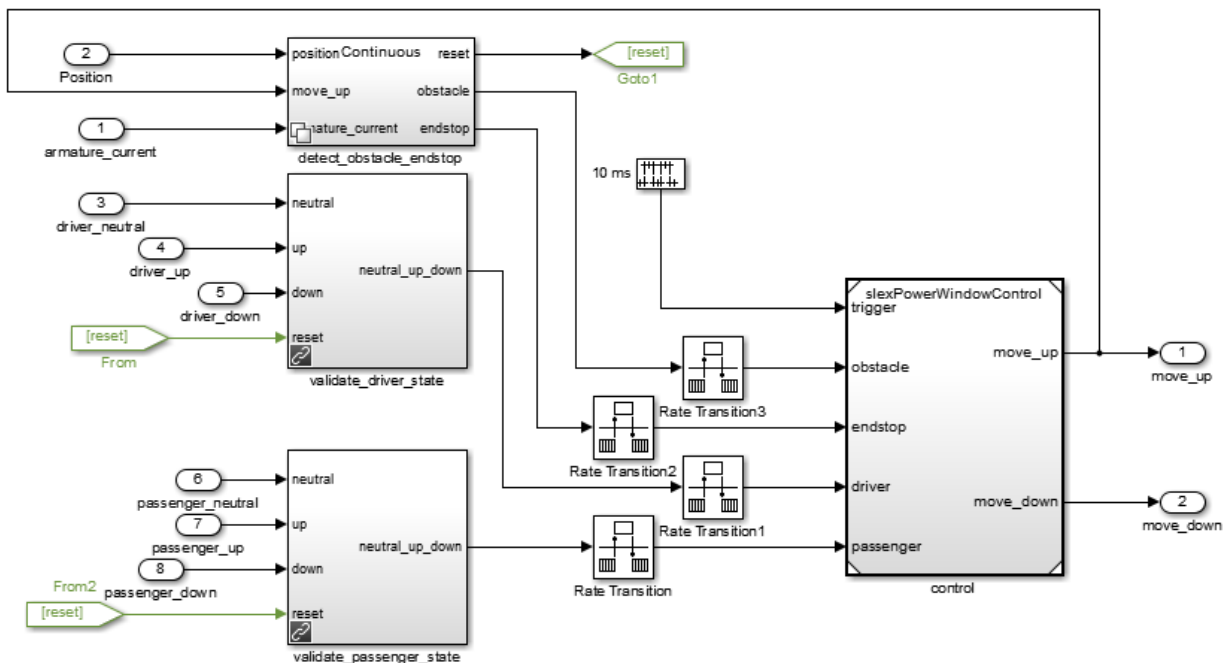 2
Position
1
armature_current
position
Continuous
reset
move_up
obstacle
mature_current
endstop
detect_obstacle_endstop
[reset]
Goto1
10 ms
3
driver_neutral
4
driver_up
5
driver_down
[reset]
From
neutral
up
neutral_up_down
down
reset
validate_driver_state
6
passenger_neutral
7
passenger_up
8
passenger_down
From2
[reset]
neutral
up
neutral_up_down
down
reset
validate_passenger_state
Rate Transition3
Rate Transition2
Rate Transition1
Rate Transition
slexPowerWindowControl
trigger
move_up
obstacle
endstop
driver
move_down
passenger
control
1
move_up
2
move_down